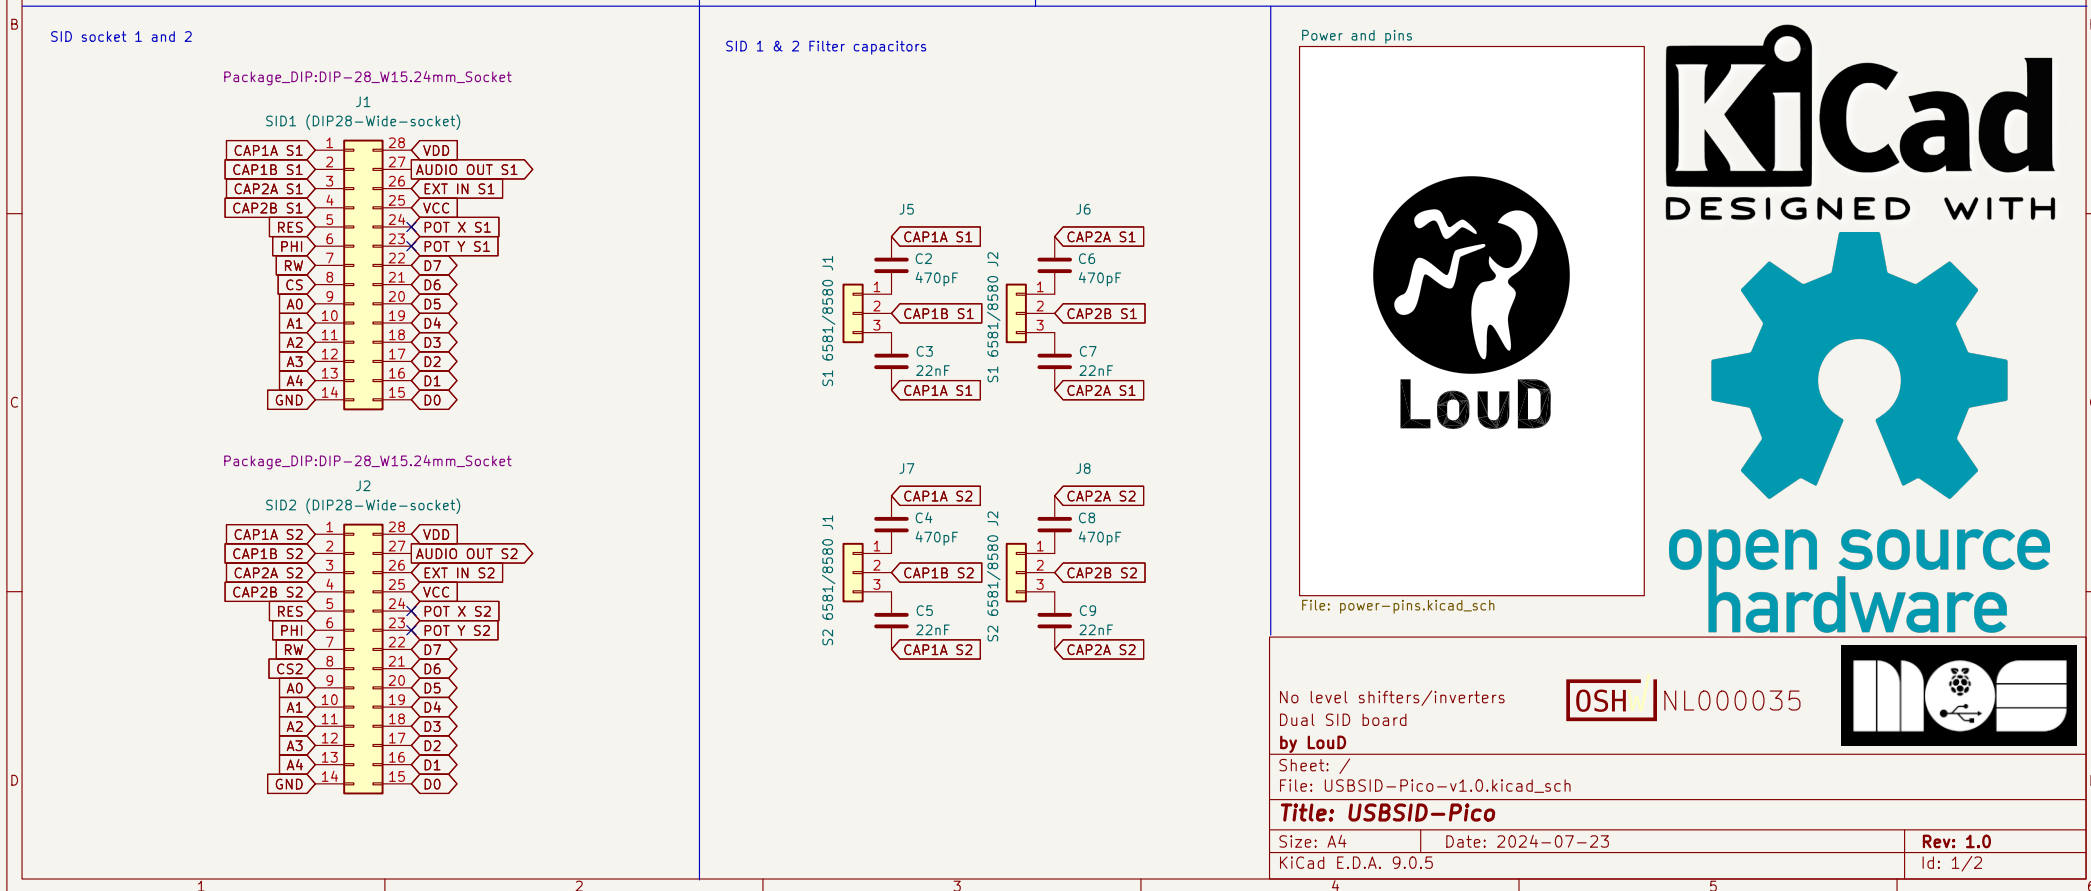 B
SID socket 1 and 2
Package_DIP:DIP-28_W15.24mm_Socket
J1
SID1 (DIP28-Wide-socket)
CAP1A S1 1 28 VDD
CAP1B S1 2 27 AUDIO OUT S1
CAP2A S1 3 26 EXT IN S1
CAP2B S1 4 25 VCC
RES 5 24 POT X S1
PHI 6 23 POT Y S1
RW 7 22 D7
CS 8 21 D6
A0 9 20 D5
A1 10 19 D4
A2 11 18 D3
A3 12 17 D2
A4 13 16 D1
GND 14 15 D0
C
Package_DIP:DIP-28_W15.24mm_Socket
J2
SID2 (DIP28-Wide-socket)
CAP1A S2 1 28 VDD
CAP1B S2 2 27 AUDIO OUT S2
CAP2A S2 3 26 EXT IN S2
CAP2B S2 4 25 VCC
RES 5 24 POT X S2
PHI 6 23 POT Y S2
RW 7 22 D7
CS2 8 21 D6
A0 9 20 D5
A1 10 19 D4
A2 11 18 D3
A3 12 17 D2
A4 13 16 D1
GND 14 15 D0
D
SID 1 & 2 Filter capacitors
J5
CAP1A S1
C2
470pF
1
2 CAP1B S1
3
C3
22nF
CAP1A S1
S1 6581/8580 J1
J6
CAP2A S1
C6
470pF
1
2 CAP2B S1
3
C7
22nF
CAP2A S1
S1 6581/8580 J2
J7
CAP1A S2
C4
470pF
1
2 CAP1B S2
3
C5
22nF
CAP1A S2
S2 6581/8580 J1
J8
CAP2A S2
C8
470pF
1
2 CAP2B S2
3
C9
22nF
CAP2A S2
S2 6581/8580 J2
Power and pins
LouD
File: power-pins.kicad_sch
KiCad
DESIGNED WITH
open source
hardware
No level shifters/inverters
Dual SID board
by LouD
OSHW NL000035
mos
Sheet: /
File: USBSID-Pico-v1.0.kicad_sch
Title: USBSID-Pico
Size: A4 Date: 2024-07-23 Rev: 1.0
KiCad E.D.A. 9.0.5 Id: 1/2
1 2 3 4 5